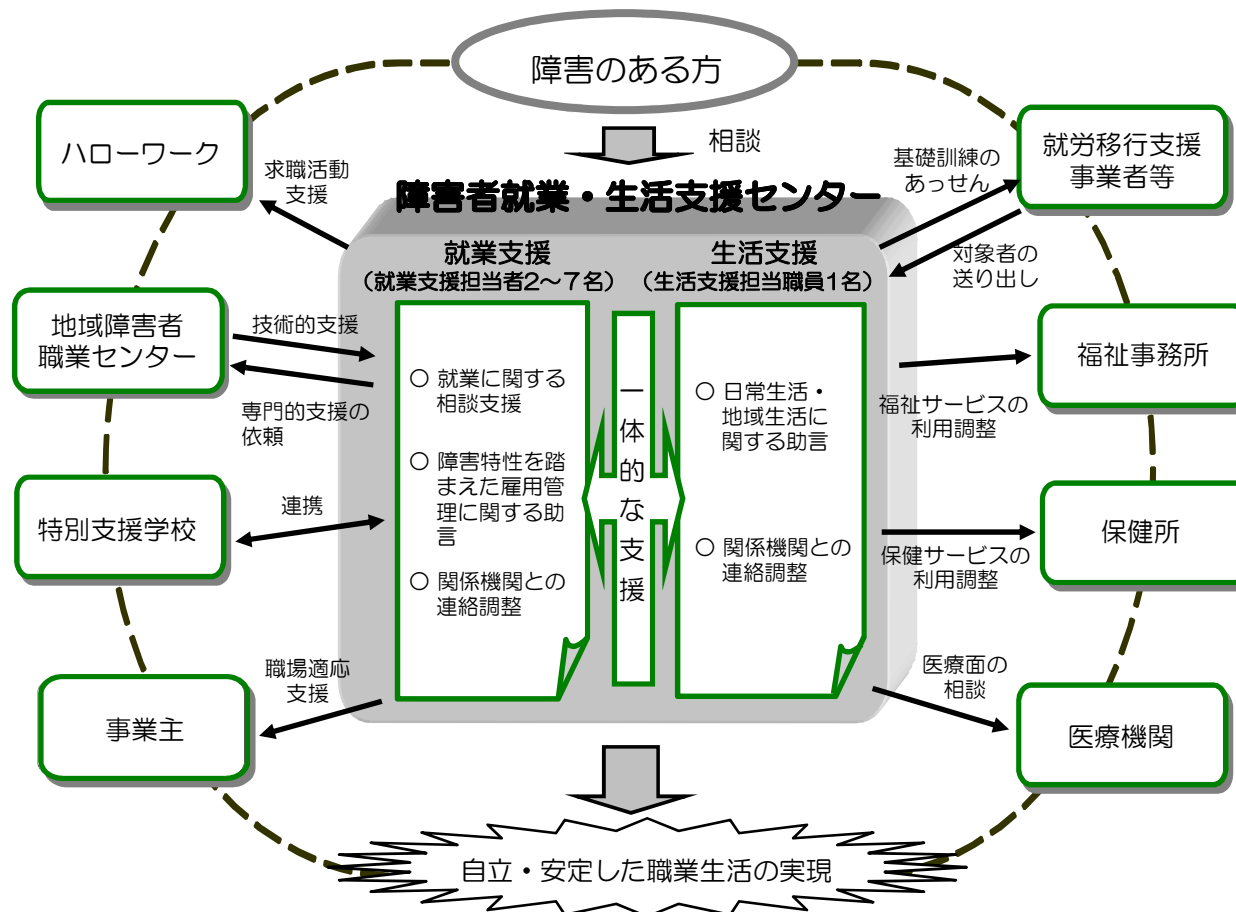 障害のある方
相談
ハローワーク
求職活動
支援
基礎訓練の
あっせん
就労移行支援
事業者等
障害者就業・生活支援センター
就業支援
（就業支援担当者2～7名）
生活支援
（生活支援担当職員1名）
対象者の
送り出し
地域障害者
職業センター
技術的支援
専門的支援の
依頼
○ 就業に関する
相談支援
○ 障害特性を踏
まえた雇用管
理に関する助
言
○ 関係機関との
連絡調整
一体的な支援
○ 日常生活・
地域生活に
関する助言
○ 関係機関との
連絡調整
福祉事務所
福祉サービスの
利用調整
特別支援学校
連携
保健所
保健サービスの
利用調整
職場適応
支援
事業主
医療面の
相談
医療機関
自立・安定した職業生活の実現